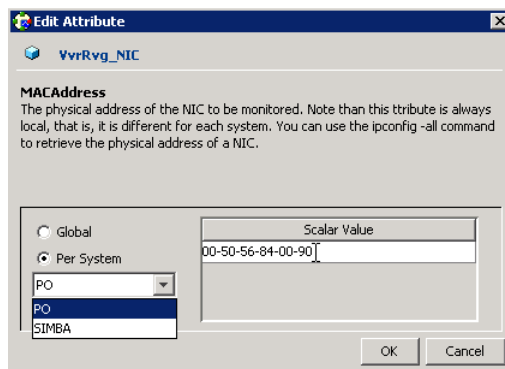 Edit Attribute
VvrRvg_NIC
MACAddress
The physical address of the NIC to be monitored. Note than this ttribute is always
local, that is, it is different for each system. You can use the ipconfig -all command
to retrieve the physical address of a NIC.
Global
Per System
PO
PO
SIMBA
Scalar Value
00-50-56-84-00-90
OK
Cancel